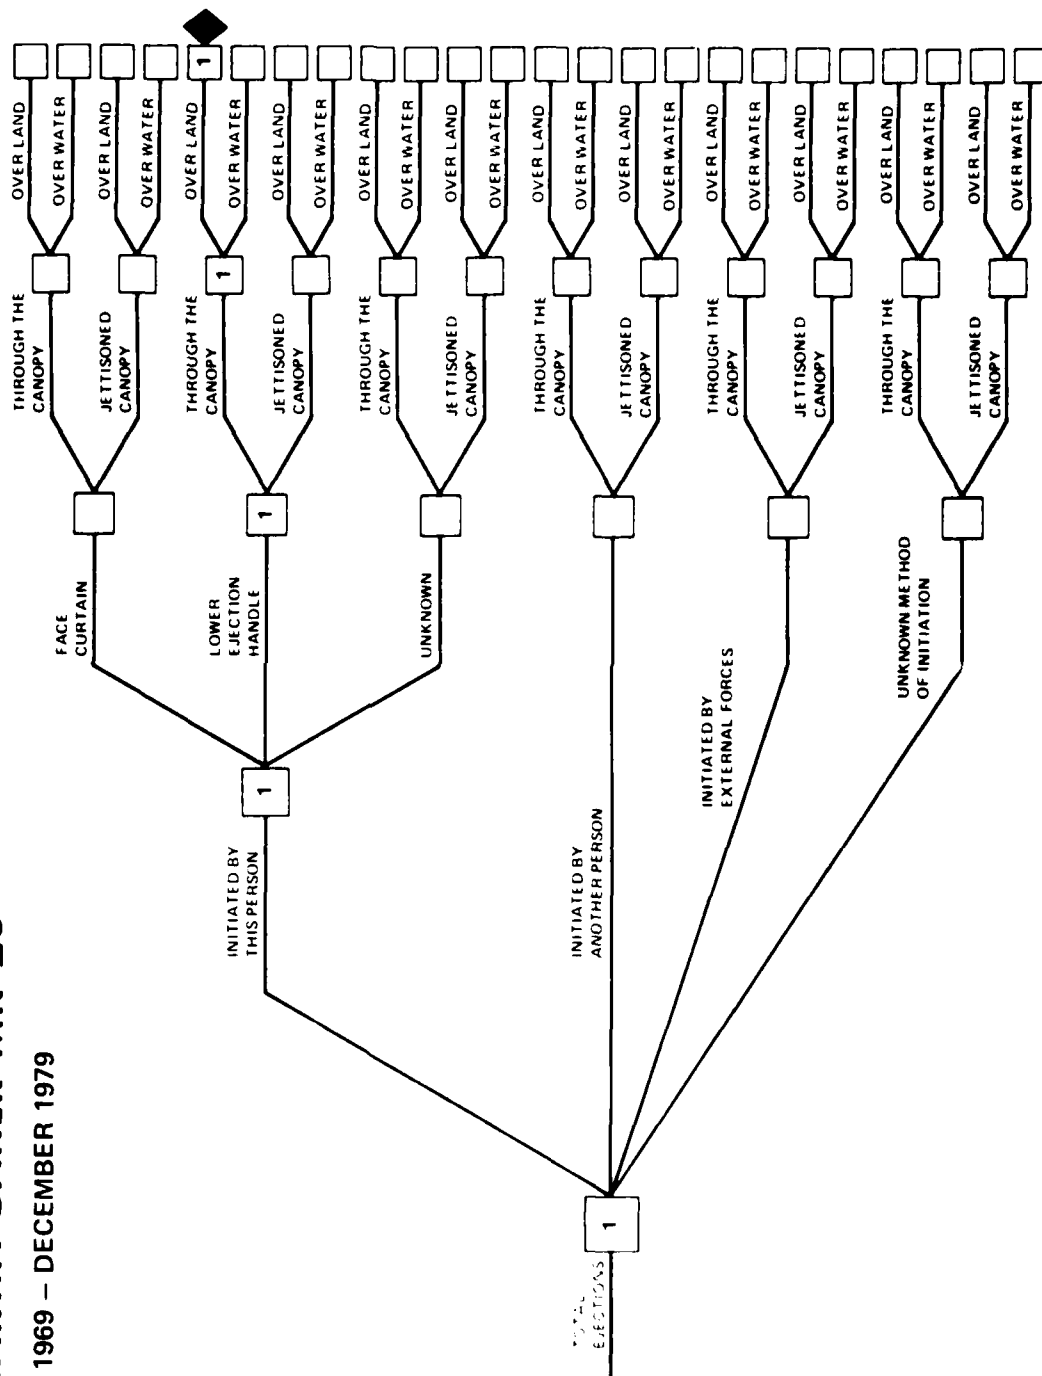 1969 – DECEMBER 1979
TOTAL
EJECTIONS
1
INITIATED BY
THIS PERSON
1
INITIATED BY
ANOTHER PERSON
INITIATED BY
EXTERNAL FORCES
UNKNOWN METHOD
OF INITIATION
FACE
CURTAIN
LOWER
EJECTION
HANDLE
1
UNKNOWN
THROUGH THE
CANOPY
JETTISONED
CANOPY
THROUGH THE
CANOPY
1
JETTISONED
CANOPY
THROUGH THE
CANOPY
JETTISONED
CANOPY
THROUGH THE
CANOPY
JETTISONED
CANOPY
THROUGH THE
CANOPY
JETTISONED
CANOPY
THROUGH THE
CANOPY
JETTISONED
CANOPY
OVER LAND
OVER WATER
OVER LAND
OVER WATER
OVER LAND
1
OVER WATER
OVER LAND
OVER WATER
OVER LAND
OVER WATER
OVER LAND
OVER WATER
OVER LAND
OVER WATER
OVER LAND
OVER WATER
OVER LAND
OVER WATER
OVER LAND
OVER WATER
OVER LAND
OVER WATER
OVER LAND
OVER WATER